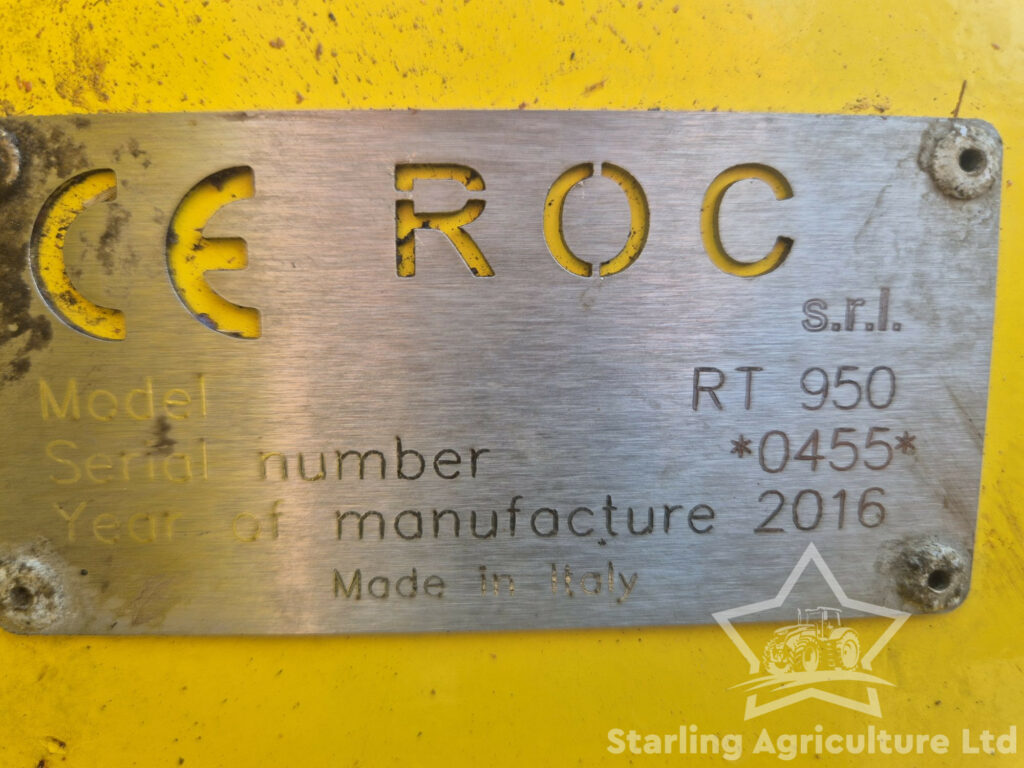 CE ROC
s.r.l.
Model RT 950
Serial number *0455*
Year of manufacture 2016
Made in Italy
Starling Agriculture Ltd